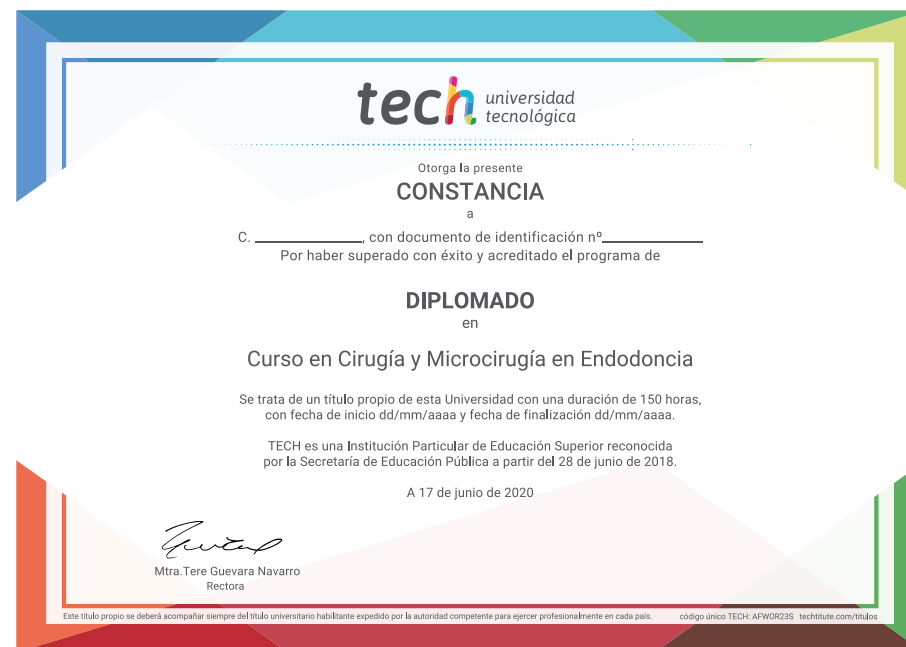 tech universidad
tecnológica
Otorga la presente
CONSTANCIA
a
C. ____________, con documento de identificación nº____________
Por haber superado con éxito y acreditado el programa de
DIPLOMADO
en
Curso en Cirugía y Microcirugía en Endodoncia
Se trata de un título propio de esta Universidad con una duración de 150 horas,
con fecha de inicio dd/mm/aaaa y fecha de finalización dd/mm/aaaa.
TECH es una Institución Particular de Educación Superior reconocida
por la Secretaría de Educación Pública a partir del 28 de junio de 2018.
A 17 de junio de 2020
Mtra.Tere Guevara Navarro
Rectora
Este título propio se deberá acompañar siempre del título universitario habilitante expedido por la autoridad competente para ejercer profesionalmente en cada país. código único TECH: AFWOR23S techtitute.com/titulos